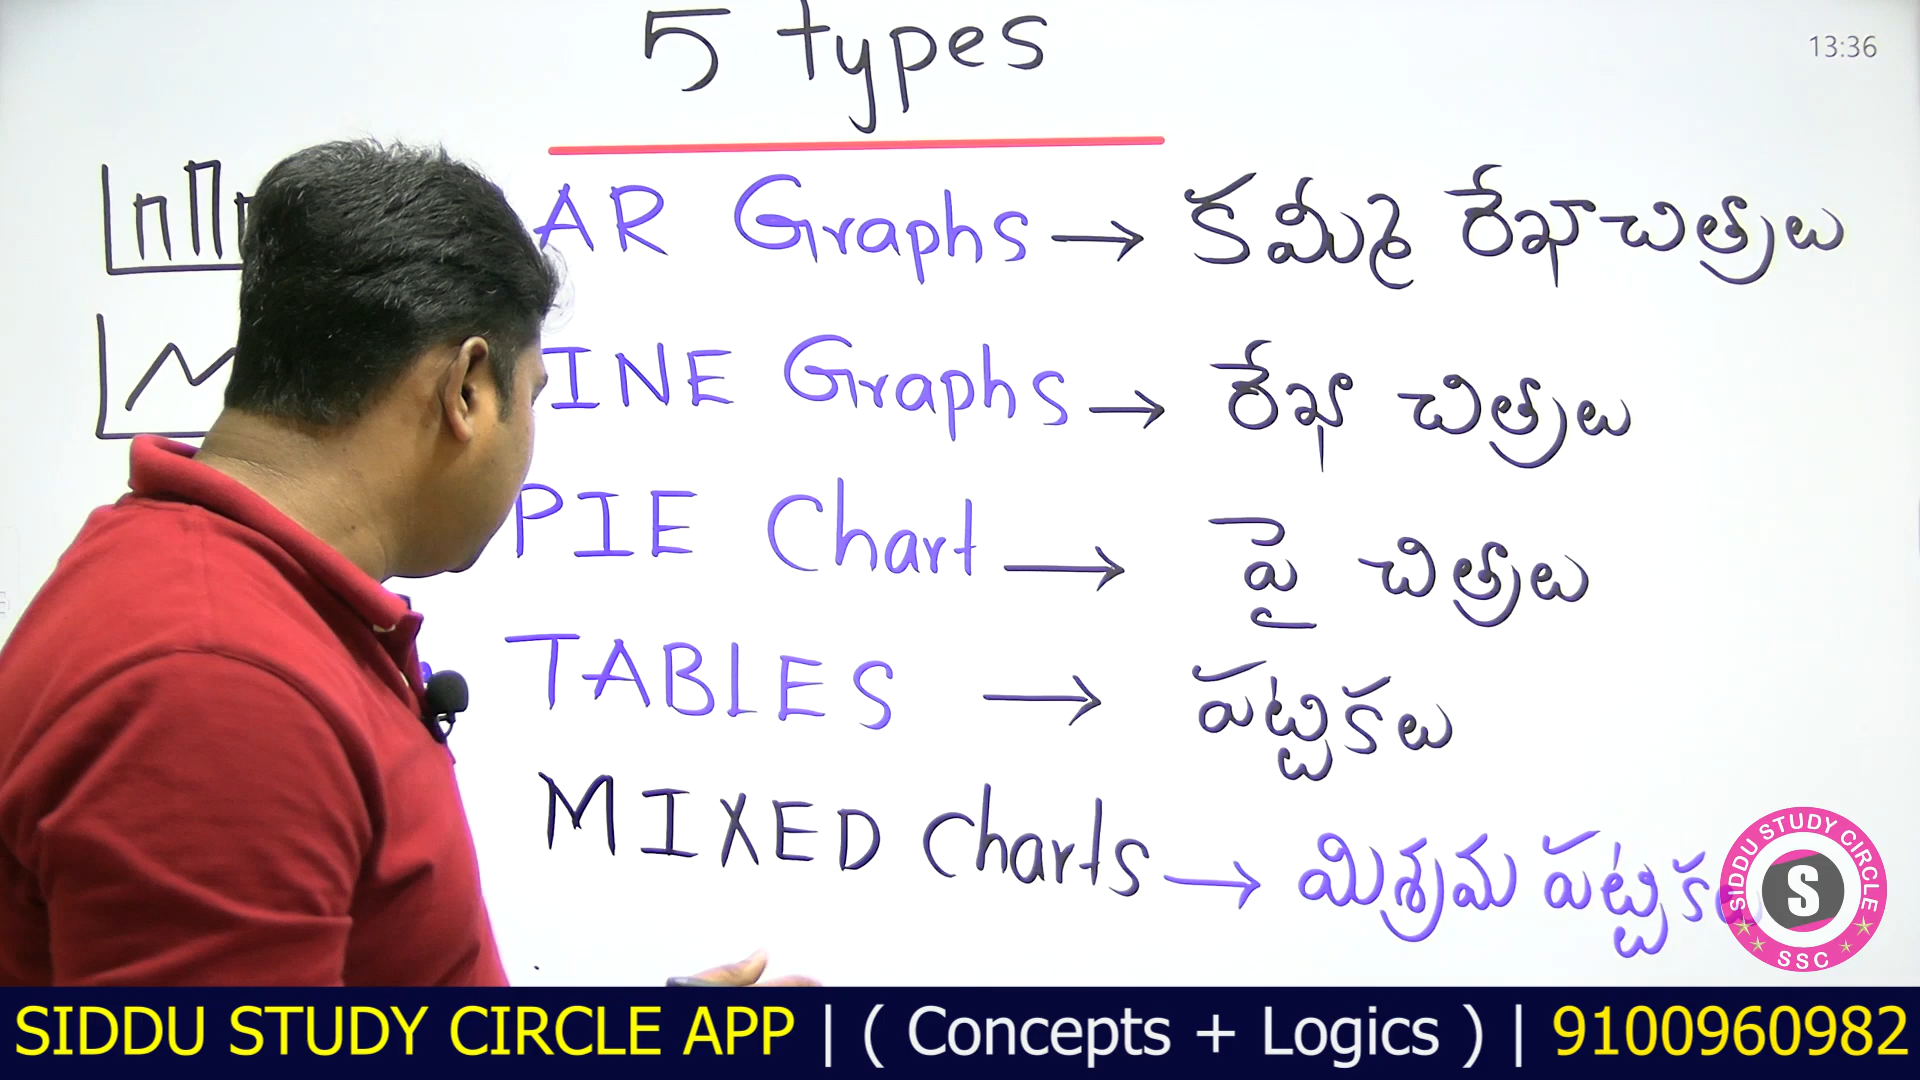 5 types
13:36
AR Graphs → కమ్మీ రేఖాచిత్రాలు
INE Graphs → రేఖా చిత్రాలు
PIE Chart → పై చిత్రాలు
TABLES → పట్టికలు
MIXED Charts → మిశ్రమ పట్టికలు
SIDDU STUDY CIRCLE
S
SSC
SIDDU STUDY CIRCLE APP | ( Concepts + Logics ) | 9100960982